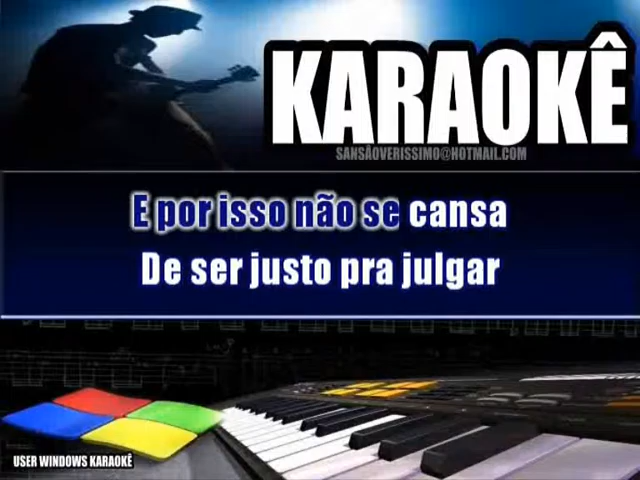 KARAOKÊ
SANSÃOVERISSIMO@HOTMAIL.COM
E por isso não se cansa
De ser justo pra julgar
USER WINDOWS KARAOKÊ